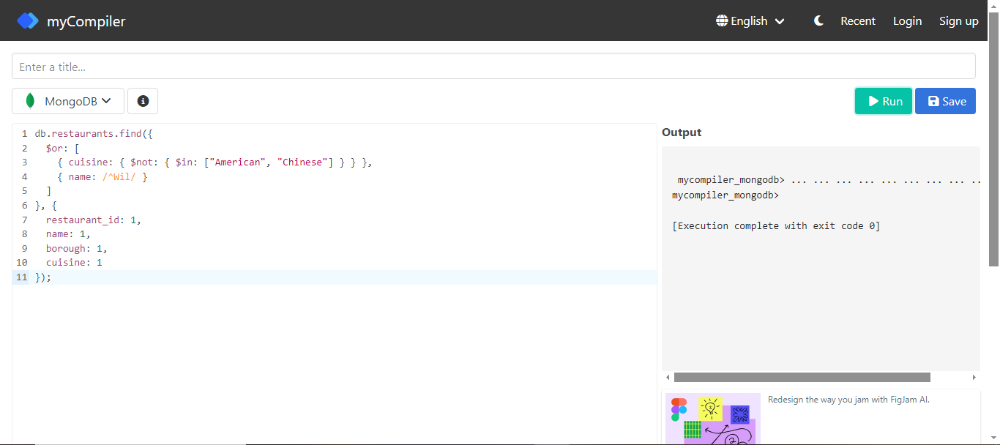 myCompiler
English
Recent
Login
Sign up
Enter a title...
MongoDB
Run
Save
1 db.restaurants.find({
2   $or: [
3     { cuisine: { $not: { $in: ["American", "Chinese"] } } },
4     { name: /^Wil/ }
5   ]
6 }, {
7   restaurant_id: 1,
8   name: 1,
9   borough: 1,
10   cuisine: 1
11 });
Output
mycompiler_mongodb> ... ... ... ... ... ... ... ... ..
mycompiler_mongodb>
[Execution complete with exit code 0]
Redesign the way you jam with FigJam AI.
2